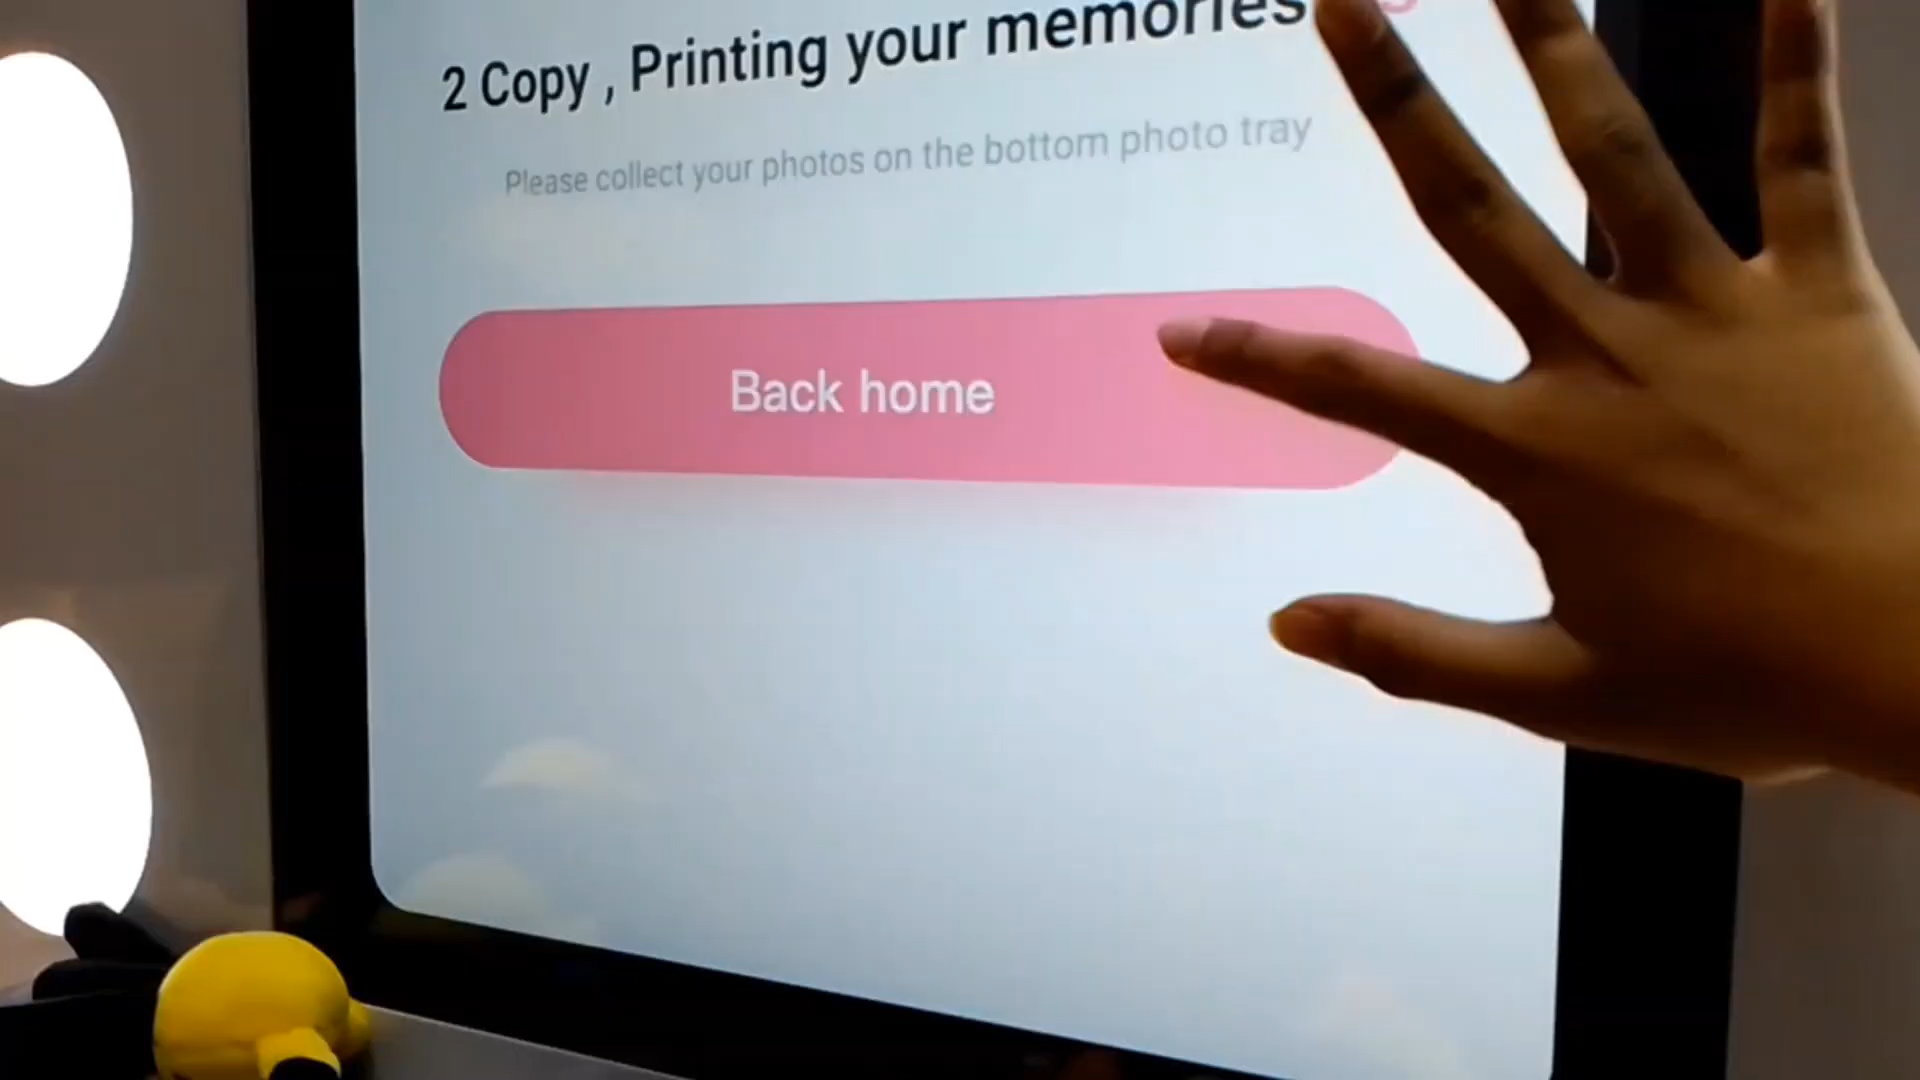 2 Copy , Printing your memories
Please collect your photos on the bottom photo tray
Back home